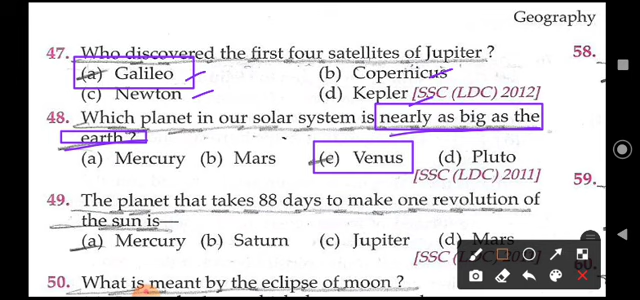 Geography
47. Who discovered the first four satellites of Jupiter ?
58.
(a) Galileo (b) Copernicus
(c) Newton (d) Kepler [SSC (LDC) 2012]
48. Which planet in our solar system is nearly as big as the
earth ?
(a) Mercury (b) Mars (c) Venus (d) Pluto
[SSC (LDC) 2011]
59.
49. The planet that takes 88 days to make one revolution of
the sun is—
(a) Mercury (b) Saturn (c) Jupiter (d) Mars
[SSC
50. What is meant by the eclipse of moon ?